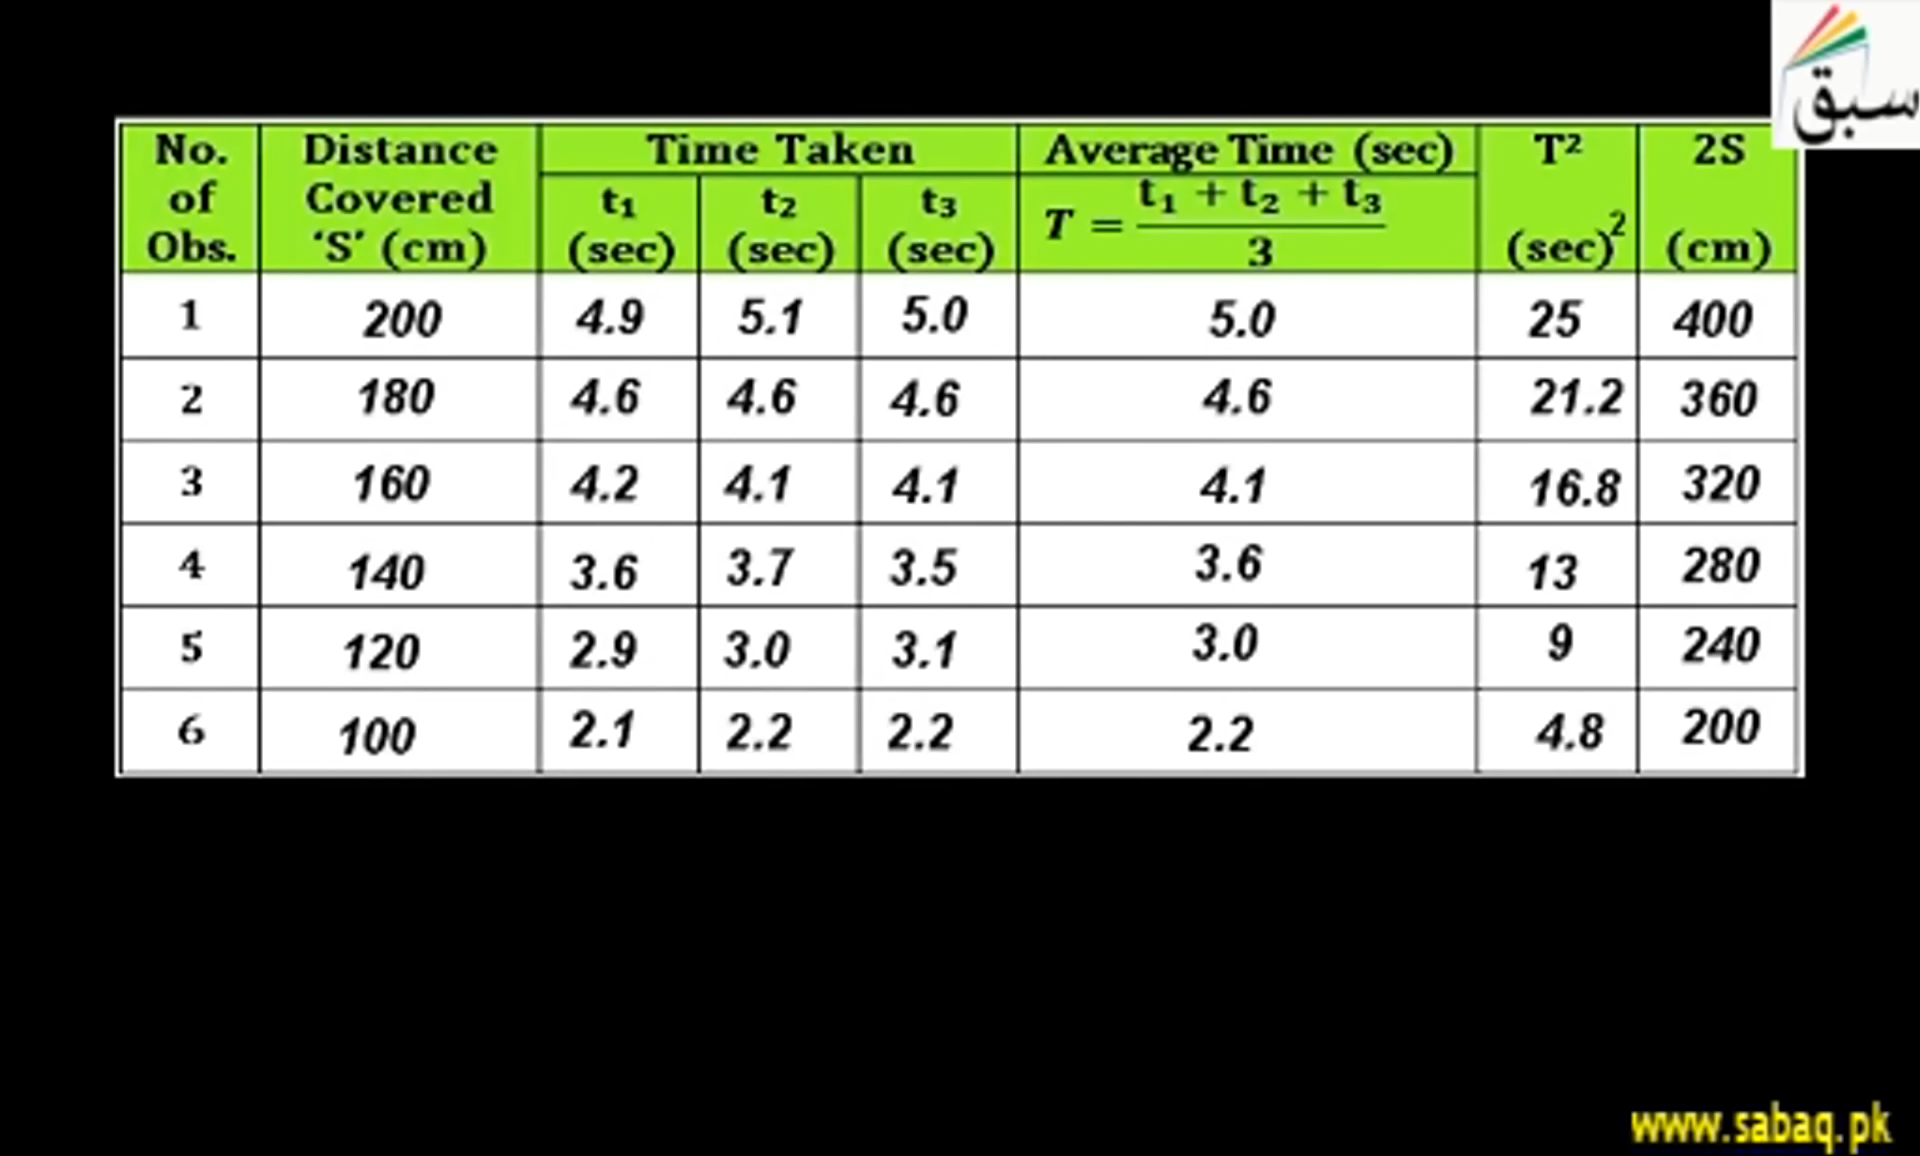 سبق
No. of Obs. Distance Covered ‘S’ (cm) Time Taken Average Time (sec) T² (sec)² 2S (cm)
t₁ (sec) t₂ (sec) t₃ (sec) T = t₁ + t₂ + t₃ / 3
1 200 4.9 5.1 5.0 5.0 25 400
2 180 4.6 4.6 4.6 4.6 21.2 360
3 160 4.2 4.1 4.1 4.1 16.8 320
4 140 3.6 3.7 3.5 3.6 13 280
5 120 2.9 3.0 3.1 3.0 9 240
6 100 2.1 2.2 2.2 2.2 4.8 200
www.sabaq.pk